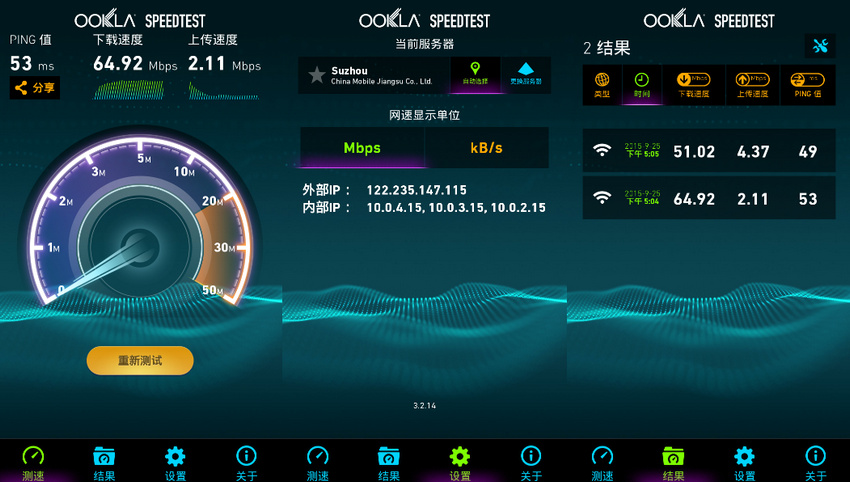 OOKLA SPEEDTEST
PING 值
下载速度
上传速度
53 ms
64.92 Mbps
2.11 Mbps
分享
5M
3M
10M
2M
20M
1M
30M
0
50M
重新测试
测速
结果
设置
关于
OOKLA SPEEDTEST
当前服务器
Suzhou
China Mobile Jiangsu Co., Ltd.
自动选择
更换服务器
网速显示单位
Mbps
kB/s
外部IP： 122.235.147.115
内部IP： 10.0.4.15, 10.0.3.15, 10.0.2.15
3.2.14
测速
结果
设置
关于
OOKLA SPEEDTEST
2 结果
Mbps
Mbps
ms
类型
时间
下载速度
上传速度
PING 值
2015-9-25
下午 5:05
51.02
4.37
49
2015-9-25
下午 5:04
64.92
2.11
53
测速
结果
设置
关于